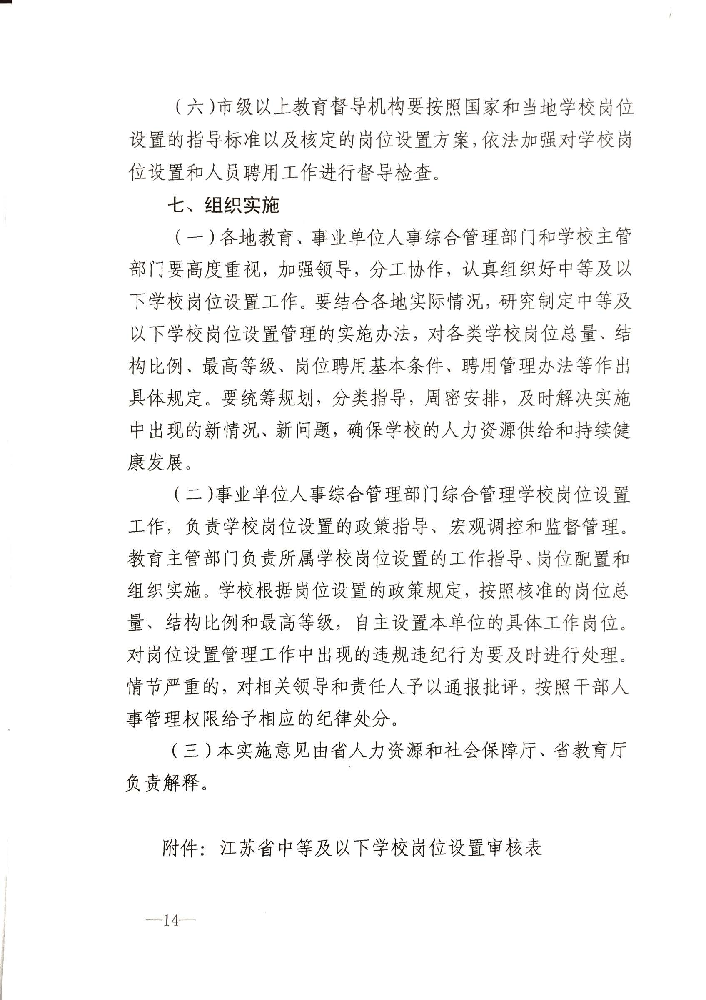 （六）市级以上教育督导机构要按照国家和当地学校岗位
设置的指导标准以及核定的岗位设置方案，依法加强对学校岗
位设置和人员聘用工作进行督导检查。
七、组织实施
（一）各地教育、事业单位人事综合管理部门和学校主管
部门要高度重视，加强领导，分工协作，认真组织好中等及以
下学校岗位设置工作。要结合各地实际情况，研究制定中等及
以下学校岗位设置管理的实施办法，对各类学校岗位总量、结
构比例、最高等级、岗位聘用基本条件、聘用管理办法等作出
具体规定。要统筹规划，分类指导，周密安排，及时解决实施
中出现的新情况、新问题，确保学校的人力资源供给和持续健
康发展。
（二）事业单位人事综合管理部门综合管理学校岗位设置
工作，负责学校岗位设置的政策指导、宏观调控和监督管理。
教育主管部门负责所属学校岗位设置的工作指导、岗位配置和
组织实施。学校根据岗位设置的政策规定，按照核准的岗位总
量、结构比例和最高等级，自主设置本单位的具体工作岗位。
对岗位设置管理工作中出现的违规违纪行为要及时进行处理。
情节严重的，对相关领导和责任人予以通报批评，按照干部人
事管理权限给予相应的纪律处分。
（三）本实施意见由省人力资源和社会保障厅、省教育厅
负责解释。
附件：江苏省中等及以下学校岗位设置审核表
—14—